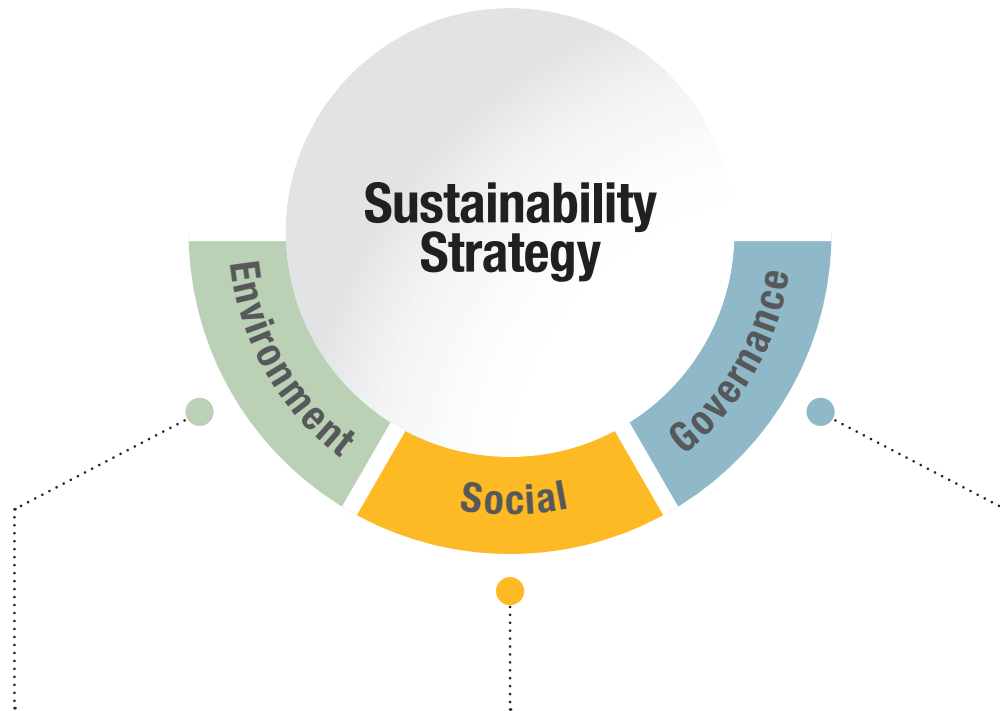 Sustainability
Strategy
Environment
Social
Governance